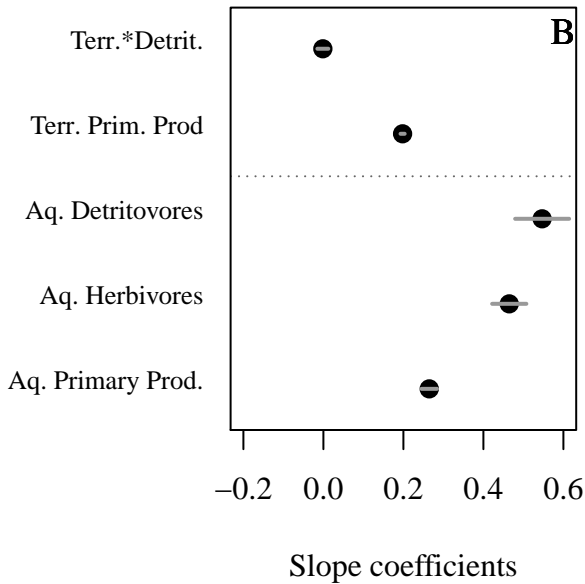 B
Terr.*Detrit.
Terr. Prim. Prod
Aq. Detritovores
Aq. Herbivores
Aq. Primary Prod.
−0.2 0.0 0.2 0.4 0.6
Slope coefficients